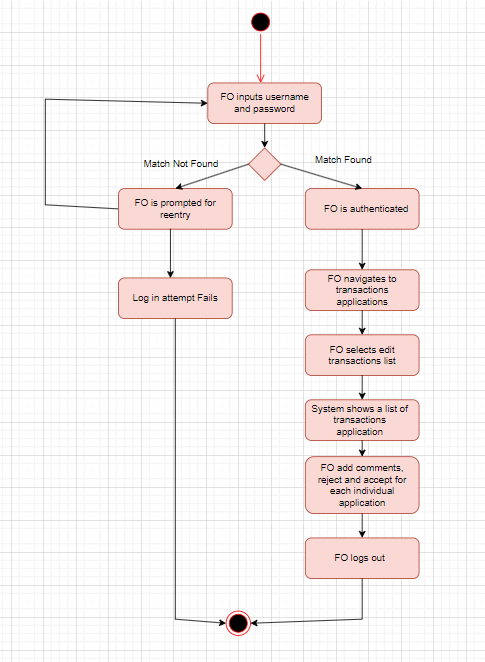 FO inputs username
and password
Match Not Found
Match Found
FO is prompted for
reentry
FO is authenticated
Log in attempt Fails
FO navigates to
transactions
applications
FO selects edit
transactions list
System shows a list of
transactions
application
FO add comments,
reject and accept for
each individual
application
FO logs out